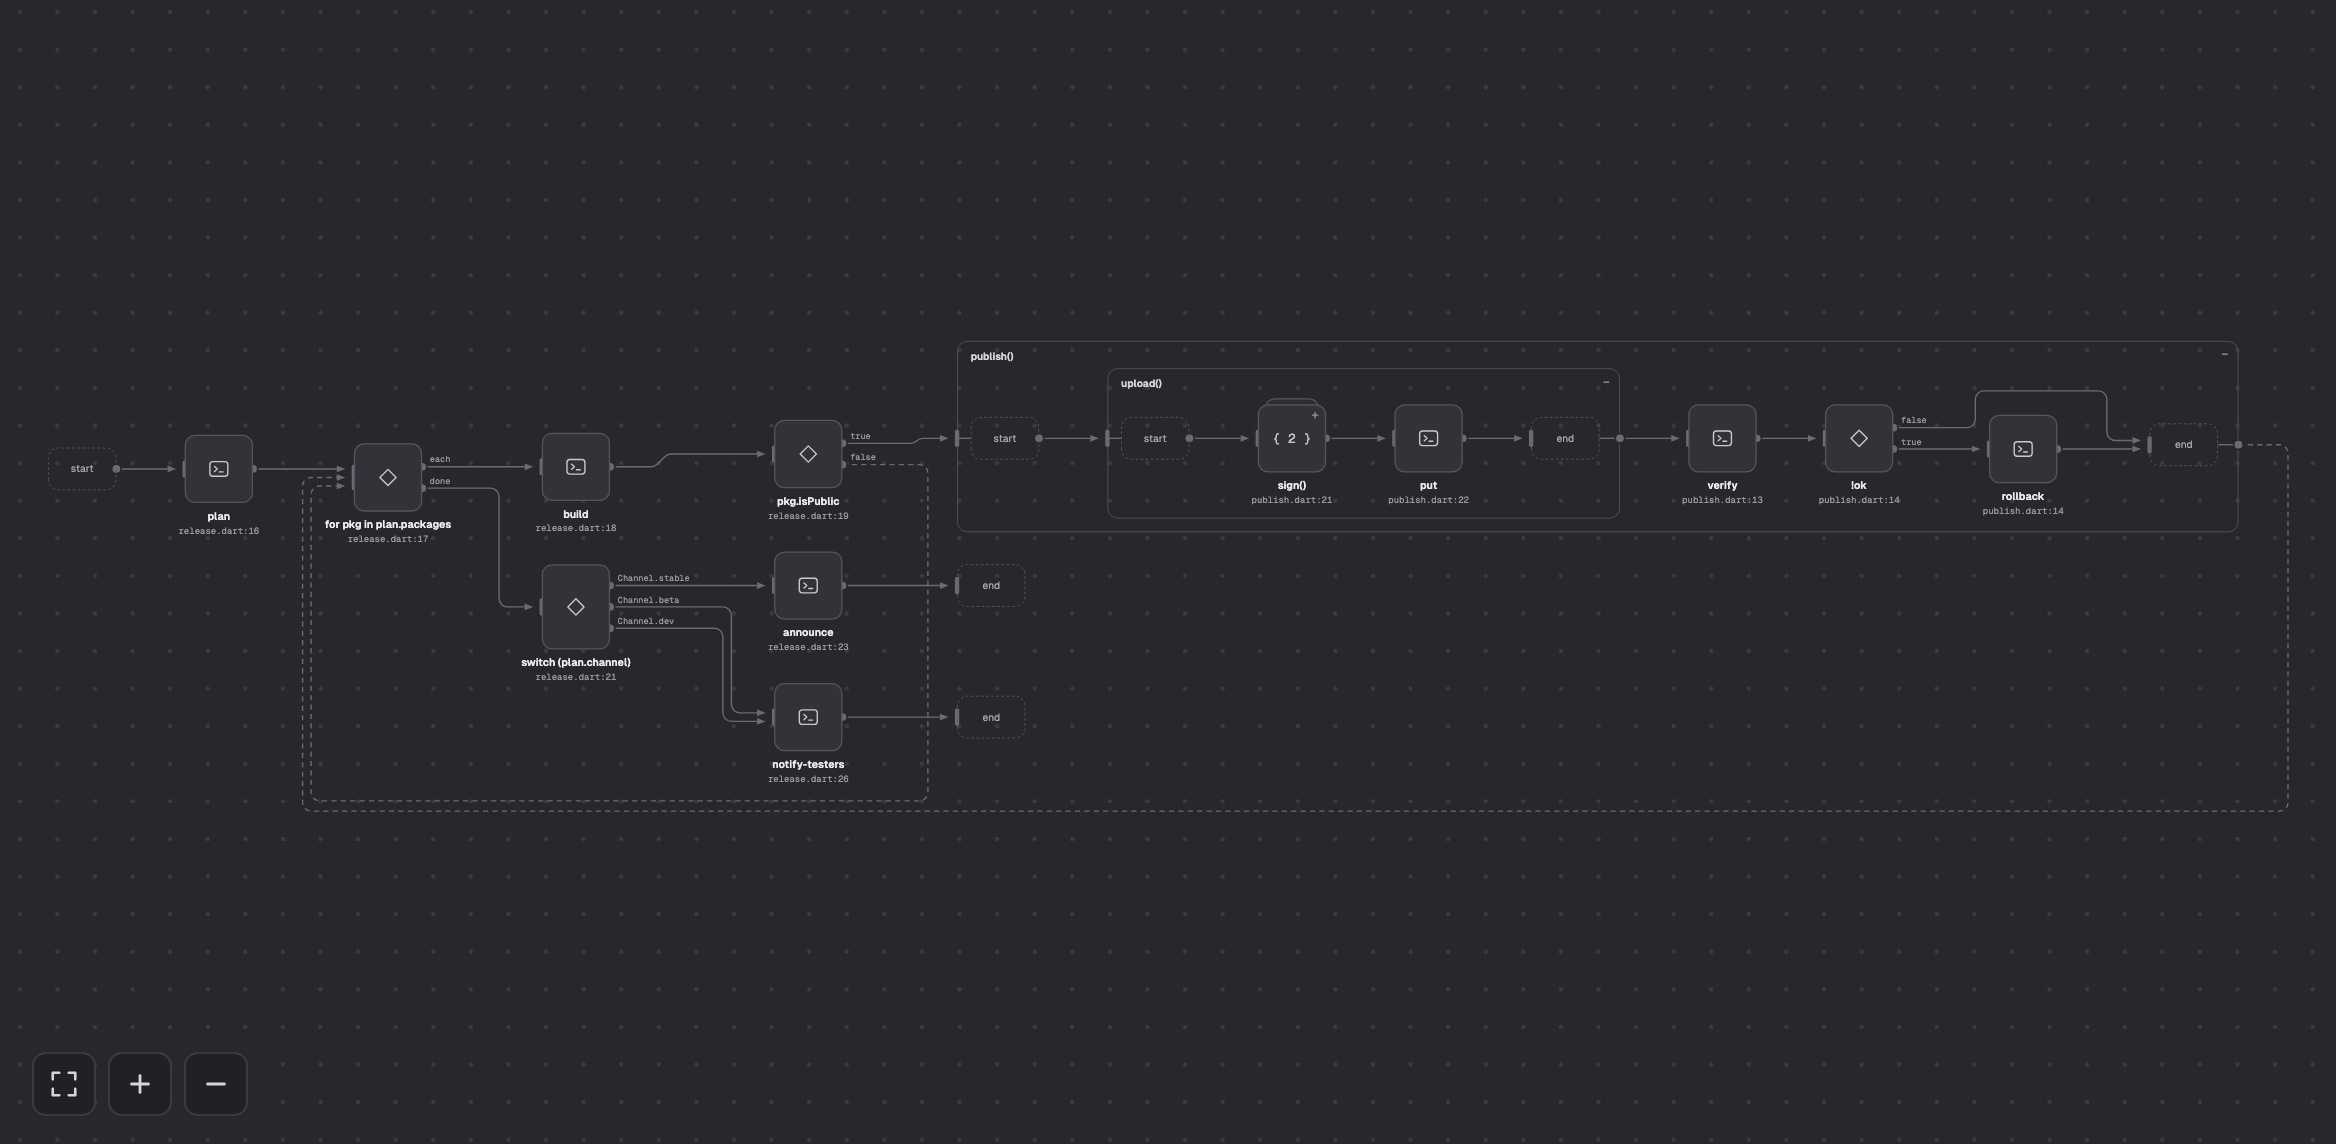 start
plan
release.dart:16
for pkg in plan.packages
release.dart:17
each
done
build
release.dart:18
switch (plan.channel)
release.dart:21
Channel.stable
Channel.beta
Channel.dev
pkg.isPublic
release.dart:19
true
false
announce
release.dart:23
end
notify-testers
release.dart:26
end
publish()
−
start
upload()
−
start
+
{ 2 }
sign()
publish.dart:21
put
publish.dart:22
end
verify
publish.dart:13
!ok
publish.dart:14
false
true
rollback
publish.dart:14
end